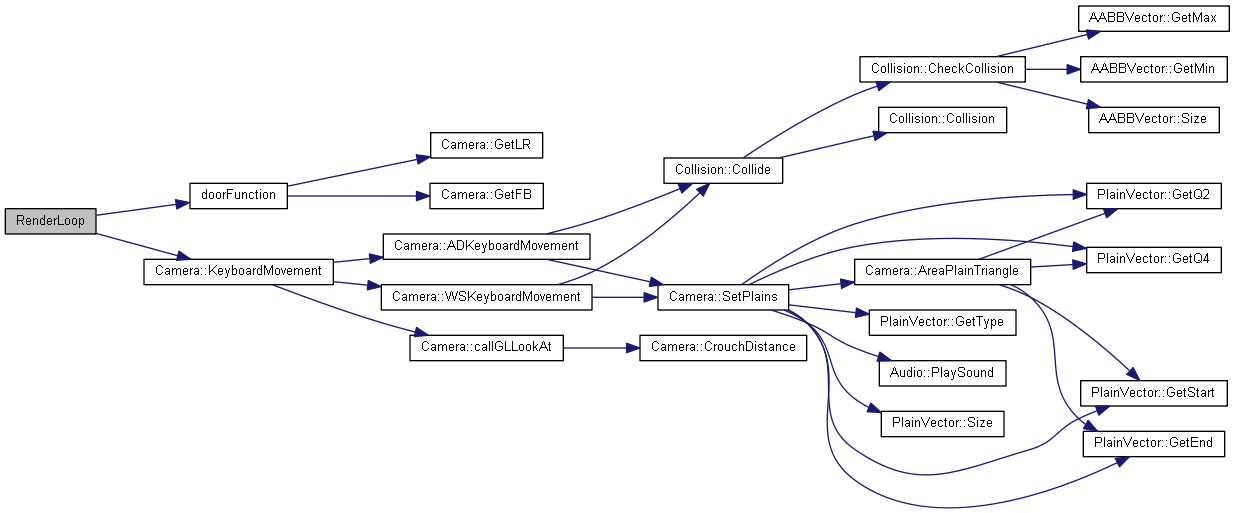 RenderLoop
doorFunction
Camera::KeyboardMovement
Camera::GetLR
Camera::GetFB
Camera::ADKeyboardMovement
Camera::WSKeyboardMovement
Camera::callGLLookAt
Collision::Collide
Camera::SetPlains
Camera::CrouchDistance
Collision::CheckCollision
Collision::Collision
Camera::AreaPlainTriangle
PlainVector::GetType
Audio::PlaySound
PlainVector::Size
AABBVector::GetMax
AABBVector::GetMin
AABBVector::Size
PlainVector::GetQ2
PlainVector::GetQ4
PlainVector::GetStart
PlainVector::GetEnd